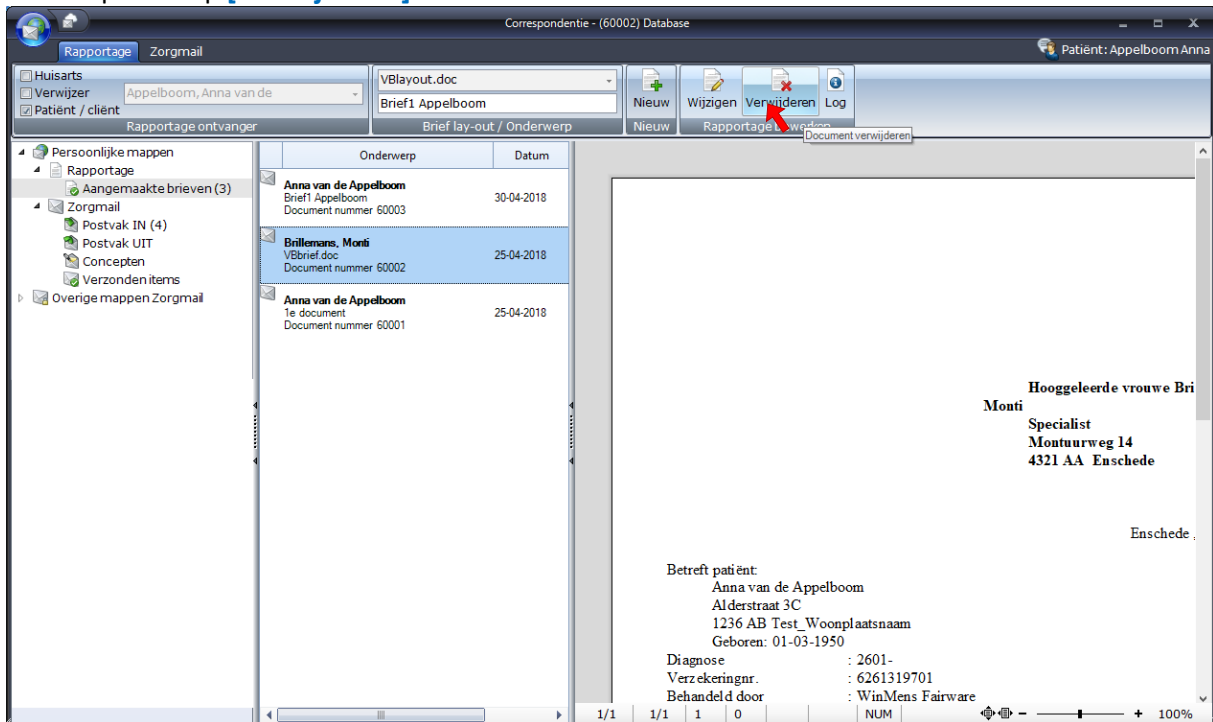 Correspondentie - (60002) Database
Rapportage Zorgmail
Patiënt: Appelboom Anna
Huisarts
Verwijzer
Patiënt / cliënt
Appelboom, Anna van de
Rapportage ontvanger
VBlayout.doc
Brief1 Appelboom
Brief lay-out / Onderwerp
Nieuw
Nieuw
Wijzigen Verwijderen Log
Rapportage bewerken
Document verwijderen
Persoonlijke mappen
Rapportage
Aangemaakte brieven (3)
Zorgmail
Postvak IN (4)
Postvak UIT
Concepten
Verzonden items
Overige mappen Zorgmail
Onderwerp Datum
Anna van de Appelboom
Brief1 Appelboom 30-04-2018
Document nummer 60003
Brillemans, Monti
VBbrief.doc 25-04-2018
Document nummer 60002
Anna van de Appelboom
1e document 25-04-2018
Document nummer 60001
Hooggeleerde vrouwe Bri
Monti
Specialist
Montuurweg 14
4321 AA Enschede
Enschede ,
Betreft patiënt:
Anna van de Appelboom
Alderstraat 3C
1236 AB Test_Woonplaatsnaam
Geboren: 01-03-1950
Diagnose : 2601-
Verzekeringnr. : 6261319701
Behandeld door : WinMens Fairware
1/1 1/1 1 0 NUM 100%